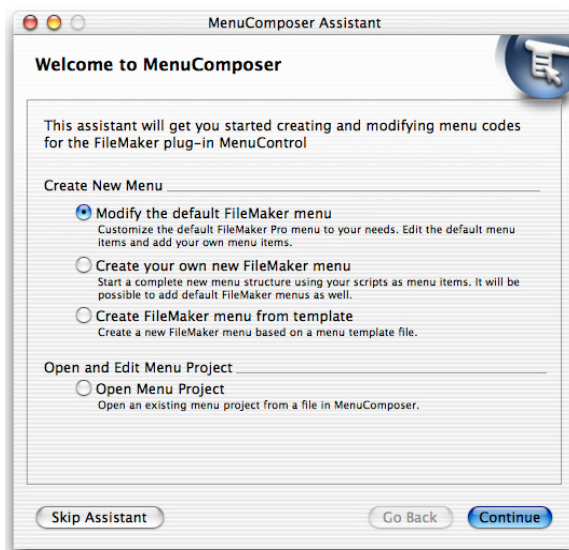 MenuComposer Assistant
Welcome to MenuComposer
This assistant will get you started creating and modifying menu codes
for the FileMaker plug-in MenuControl
Create New Menu
Modify the default FileMaker menu
Customize the default FileMaker Pro menu to your needs. Edit the default menu
items and add your own menu items.
Create your own new FileMaker menu
Start a complete new menu structure using your scripts as menu items. It will be
possible to add default FileMaker menus as well.
Create FileMaker menu from template
Create a new FileMaker menu based on a menu template file.
Open and Edit Menu Project
Open Menu Project
Open an existing menu project from a file in MenuComposer.
Skip Assistant
Go Back
Continue